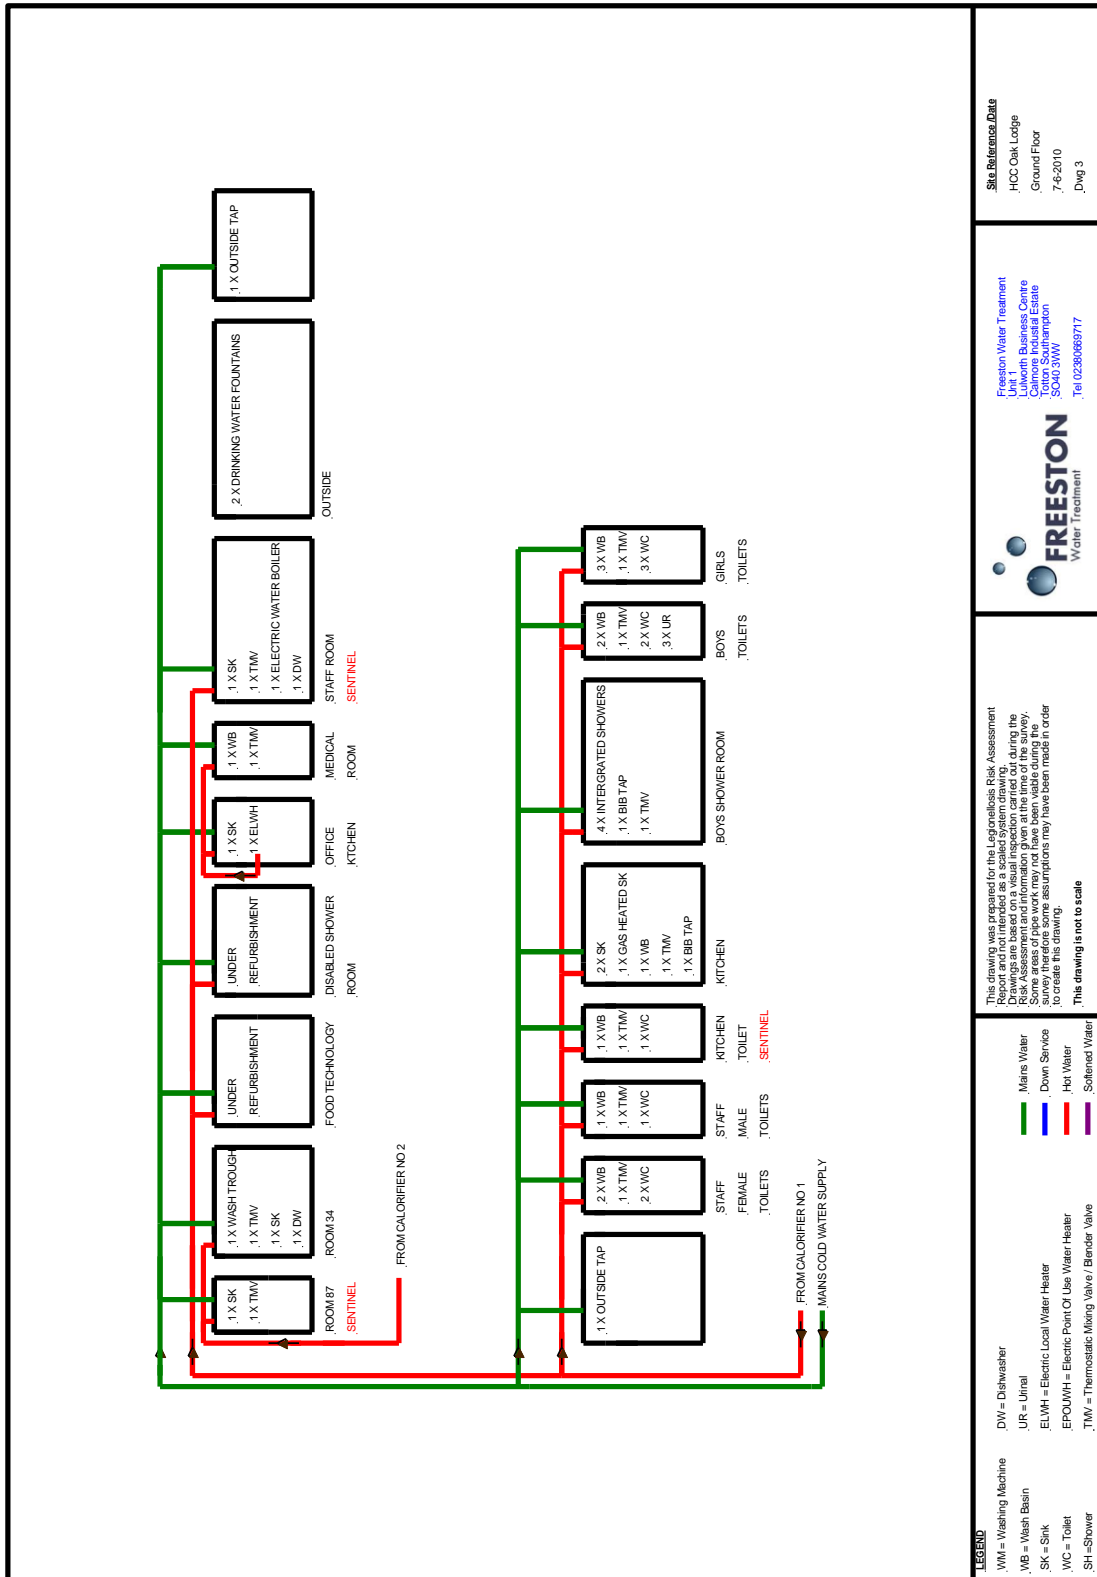 1 X SK
1 X TMV
ROOM 87
SENTINEL
1 X WASH TROUGH
1 X TMV
1 X SK
1 X DW
ROOM 34
UNDER
REFURBISHMENT
FOOD TECHNOLOGY
UNDER
REFURBISHMENT
DISABLED SHOWER
ROOM
1 X SK
1 X ELWH
OFFICE
KTCHEN
1 X WB
1 X TMV
MEDICAL
ROOM
1 X SK
1 X TMV
1 X ELECTRIC WATER BOILER
1 X DW
STAFF ROOM
SENTINEL
2 X DRINKING WATER FOUNTAINS
OUTSIDE
1 X OUTSIDE TAP
FROM CALORIFIER NO 2
1 X OUTSIDE TAP
2 X WB
1 X TMV
2 X WC
STAFF
FEMALE
TOILETS
1 X WB
1 X TMV
1 X WC
STAFF
MALE
TOILETS
1 X WB
1 X TMV
1 X WC
KITCHEN
TOILET
SENTINEL
2 X SK
1 X GAS HEATED SK
1 X WB
1 X TMV
1 X BIB TAP
KITCHEN
4 X INTERGRATED SHOWERS
1 X BIB TAP
1 X TMV
BOYS SHOWER ROOM
2 X WB
1 X TMV
2 X WC
3 X UR
BOYS
TOILETS
3 X WB
1 X TMV
3 X WC
GIRLS
TOILETS
FROM CALORIFIER NO 1
MAINS COLD WATER SUPPLY
LEGEND
WM = Washing Machine
WB = Wash Basin
SK = Sink
WC = Toilet
SH =Shower
DW = Dishwasher
UR = Urinal
ELWH = Electric Local Water Heater
EPOUWH = Electric Point Of Use Water Heater
TMV = Thermostatic Mixing Valve / Blender Valve
Mains Water
Down Service
Hot Water
Softened Water
This drawing was prepared for the Legionellosis Risk Assessment
Report and not intended as a scaled system drawing.
Drawings are based on a visual inspection carried out during the
Risk Assessment and information given at the time of the survey.
Some areas of pipe work may not have been viable during the
survey therefore some assumptions may have been made in order
to create this drawing.
This drawing is not to scale
FREESTON
Water Treatment
Freeston Water Treatment
Unit 1
Lulworth Business Centre
Calmore Industial Estate
Totton Southampton
SO40 3WW
Tel 02380669717
Site Reference /Date
HCC Oak Lodge
Ground Floor
7-6-2010
Dwg 3